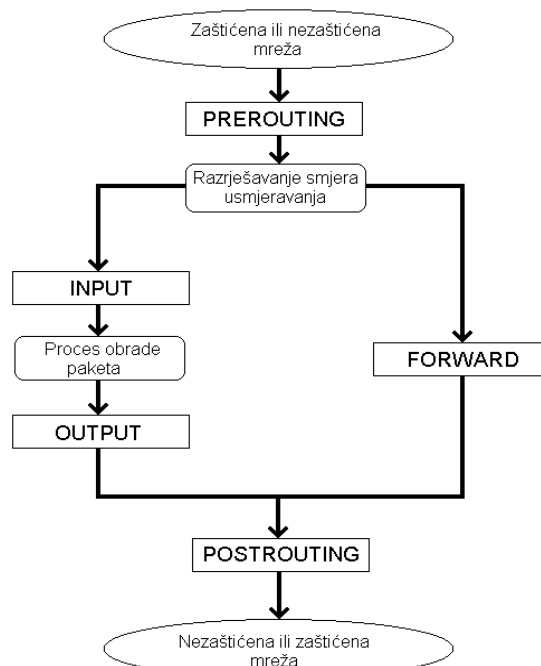 Zaštićena ili nezaštićena
mreža
PREROUTING
Razrješavanje smjera
usmjeravanja
INPUT
Proces obrade
paketa
FORWARD
OUTPUT
POSTROUTING
Nezaštićena ili zaštićena
mreža